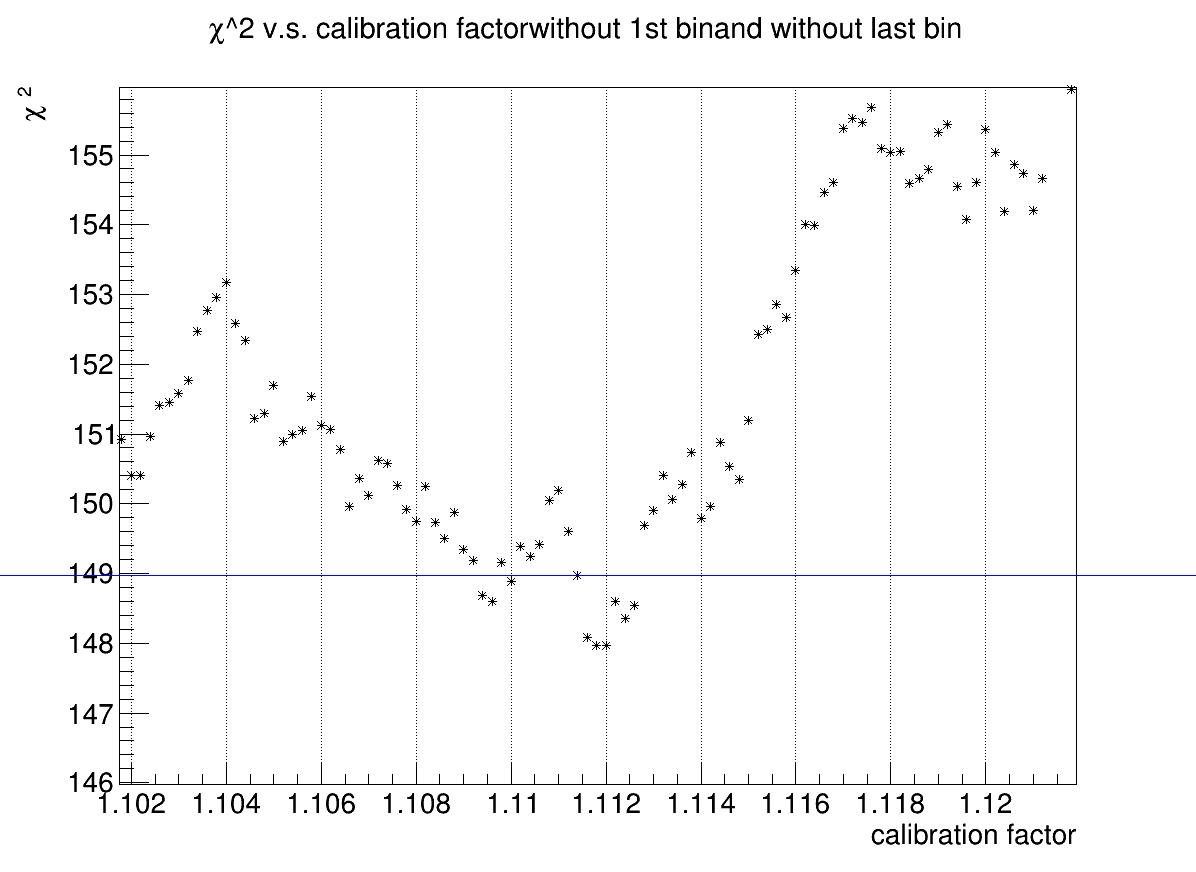 χ^2 v.s. calibration factorwithout 1st binand without last bin
χ 2
155
154
153
152
151
150
149
148
147
146
1.102 1.104 1.106 1.108 1.11 1.112 1.114 1.116 1.118 1.12
calibration factor